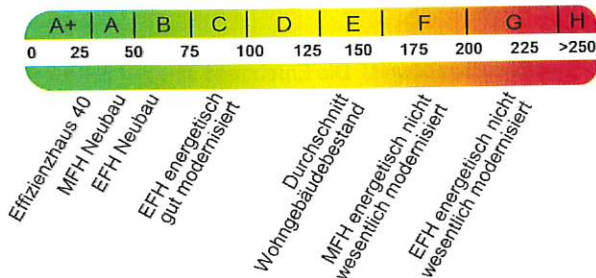 A+ A B C D E F G H
0 25 50 75 100 125 150 175 200 225 >250
Effizienzhaus 40
MFH Neubau
EFH Neubau
EFH energetisch
gut modernisiert
Durchschnitt
Wohngebäudebestand
MFH energetisch nicht
wesentlich modernisiert
EFH energetisch nicht
wesentlich modernisiert